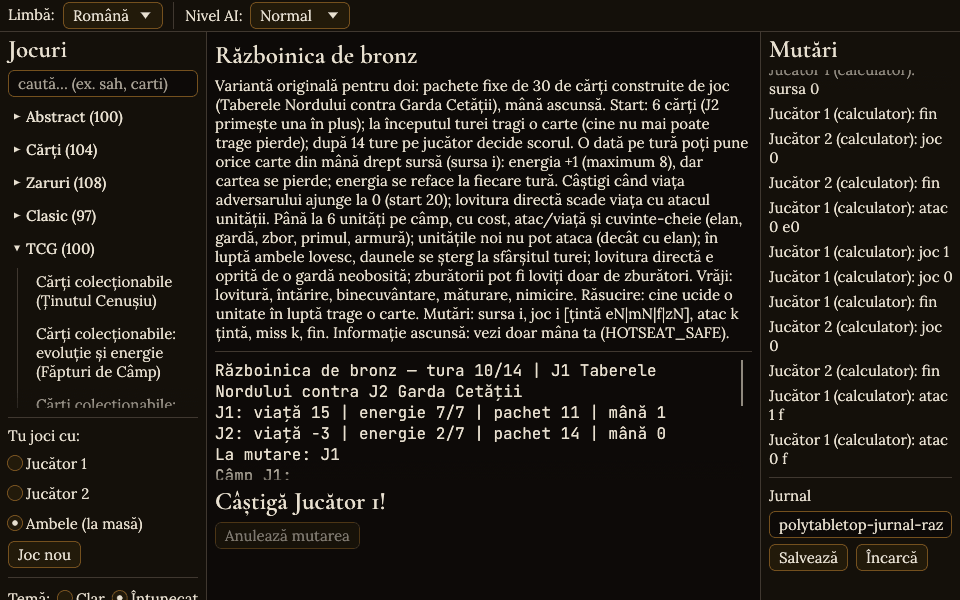 Limbă: Română Nivel AI: Normal
Jocuri
caută... (ex. sah, carti)
Abstract (100)
Cărți (104)
Zaruri (108)
Clasic (97)
TCG (100)
Cărți colecționabile
(Ținutul Cenușiu)
Cărți colecționabile:
evoluție și energie
(Făpturi de Câmp)
Cărți colecționabile:
Tu joci cu:
Jucător 1
Jucător 2
Ambele (la masă)
Joc nou
Temă: Clar Întunecat
Războinica de bronz
Variantă originală pentru doi: pachete fixe de 30 de cărți construite de joc
(Taberele Nordului contra Garda Cetății), mână ascunsă. Start: 6 cărți (J2
primește una în plus); la începutul turei tragi o carte (cine nu mai poate
trage pierde); după 14 ture pe jucător decide scorul. O dată pe tură poți pune
orice carte din mână drept sursă (sursa i): energia +1 (maximum 8), dar
cartea se pierde; energia se reface la fiecare tură. Câștigi când viața
adversarului ajunge la 0 (start 20); lovitura directă scade viața cu atacul
unității. Până la 6 unități pe câmp, cu cost, atac/viață și cuvinte-cheie (elan,
gardă, zbor, primul, armură); unitățile noi nu pot ataca (decât cu elan); în
luptă ambele lovesc, daunele se șterg la sfârșitul turei; lovitura directă e
oprită de o gardă neobosită; zburătorii pot fi loviți doar de zburători. Vrăji:
lovitură, întărire, binecuvântare, măturare, nimicire. Răsucire: cine ucide o
unitate în luptă trage o carte. Mutări: sursa i, joc i [țintă eN|mN|f|zN], atac k
țintă, miss k, fin. Informație ascunsă: vezi doar mâna ta (HOTSEAT_SAFE).
Războinica de bronz — tura 10/14 | J1 Taberele
Nordului contra J2 Garda Cetății
J1: viață 15 | energie 7/7 | pachet 11 | mână 1
J2: viață -3 | energie 2/7 | pachet 14 | mână 0
La mutare: J1
Câmp J1:
Câștigă Jucător 1!
Anulează mutarea
Mutări
Jucător 1 (calculator):
sursa 0
Jucător 1 (calculator): fin
Jucător 2 (calculator): joc
0
Jucător 2 (calculator): fin
Jucător 1 (calculator): atac
0 e0
Jucător 1 (calculator): joc 1
Jucător 1 (calculator): joc 0
Jucător 1 (calculator): fin
Jucător 2 (calculator): joc
0
Jucător 2 (calculator): fin
Jucător 1 (calculator): atac
1 f
Jucător 1 (calculator): atac
0 f
Jurnal
polytabletop-jurnal-raz
Salvează Încarcă